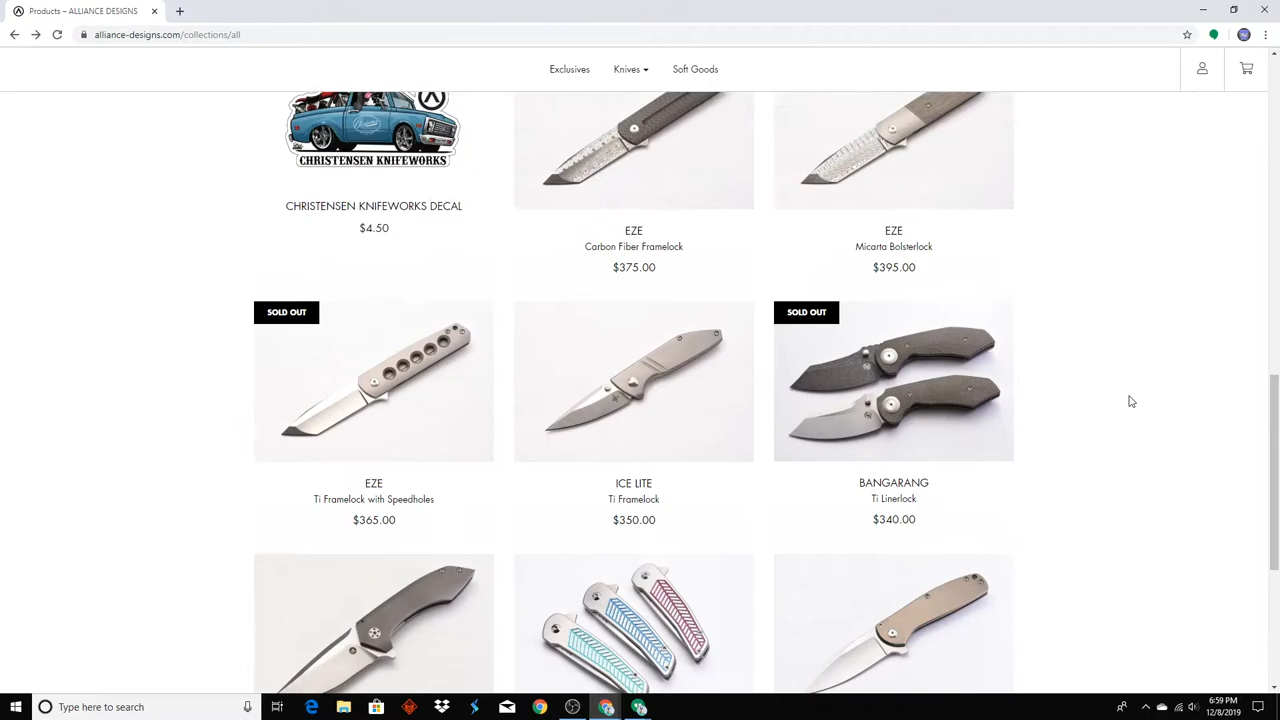 Products – ALLIANCE DESIGNS
alliance-designs.com/collections/all
Exclusives Knives Soft Goods
CHRISTENSEN KNIFEWORKS
CHRISTENSEN KNIFEWORKS DECAL
$4.50
EZE
Carbon Fiber Framelock
$375.00
EZE
Micarta Bolsterlock
$395.00
SOLD OUT
EZE
Ti Framelock with Speedholes
$365.00
ICE LITE
Ti Framelock
$350.00
SOLD OUT
BANGARANG
Ti Linerlock
$340.00
Type here to search
6:59 PM
12/8/2019